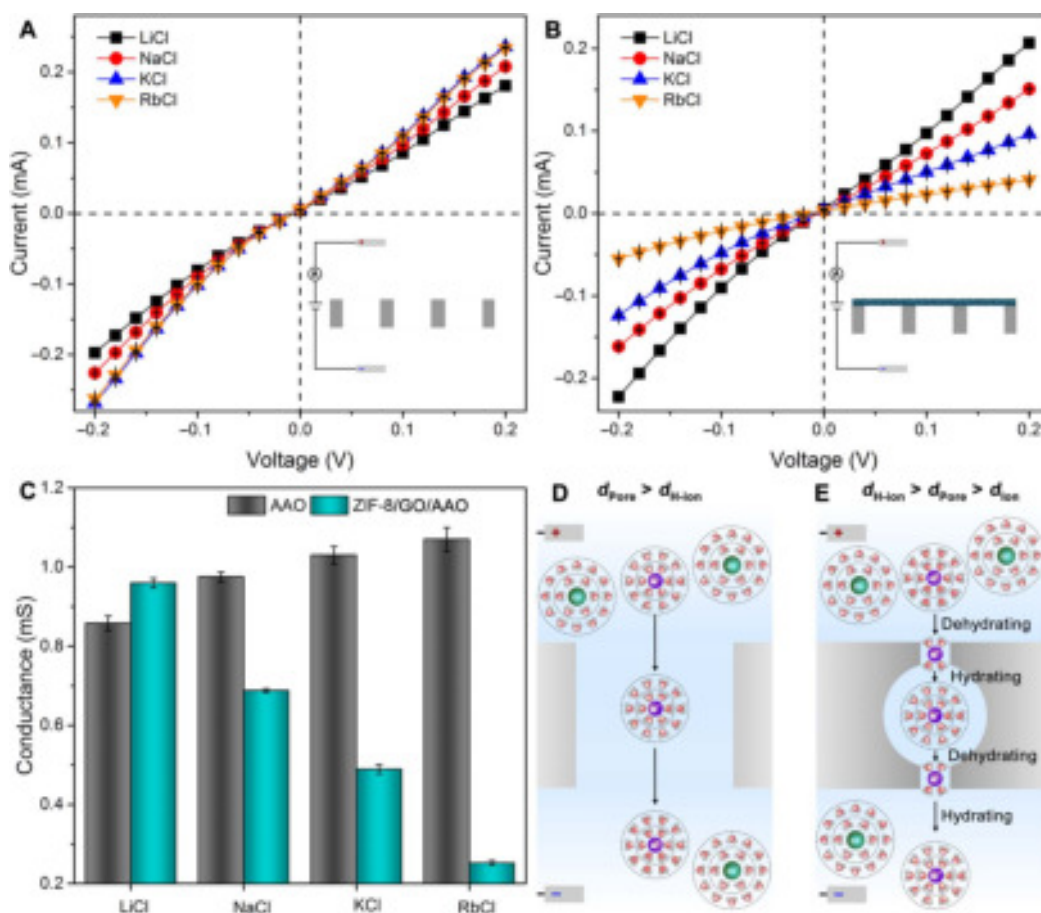 A
LiCl
NaCl
KCl
RbCl
0.2
0.1
0.0
−0.1
−0.2
Current (mA)
−0.2
−0.1
0.0
0.1
0.2
Voltage (V)
B
LiCl
NaCl
KCl
RbCl
0.2
0.1
0.0
−0.1
−0.2
Current (mA)
−0.2
−0.1
0.0
0.1
0.2
Voltage (V)
C
AAO
ZIF-8/GO/AAO
1.2
1.0
0.8
0.6
0.4
0.2
Conductance (mS)
LiCl
NaCl
KCl
RbCl
D
dPore > dH-ion
E
dH-ion > dPore > dIon
Dehydrating
Hydrating
Dehydrating
Hydrating